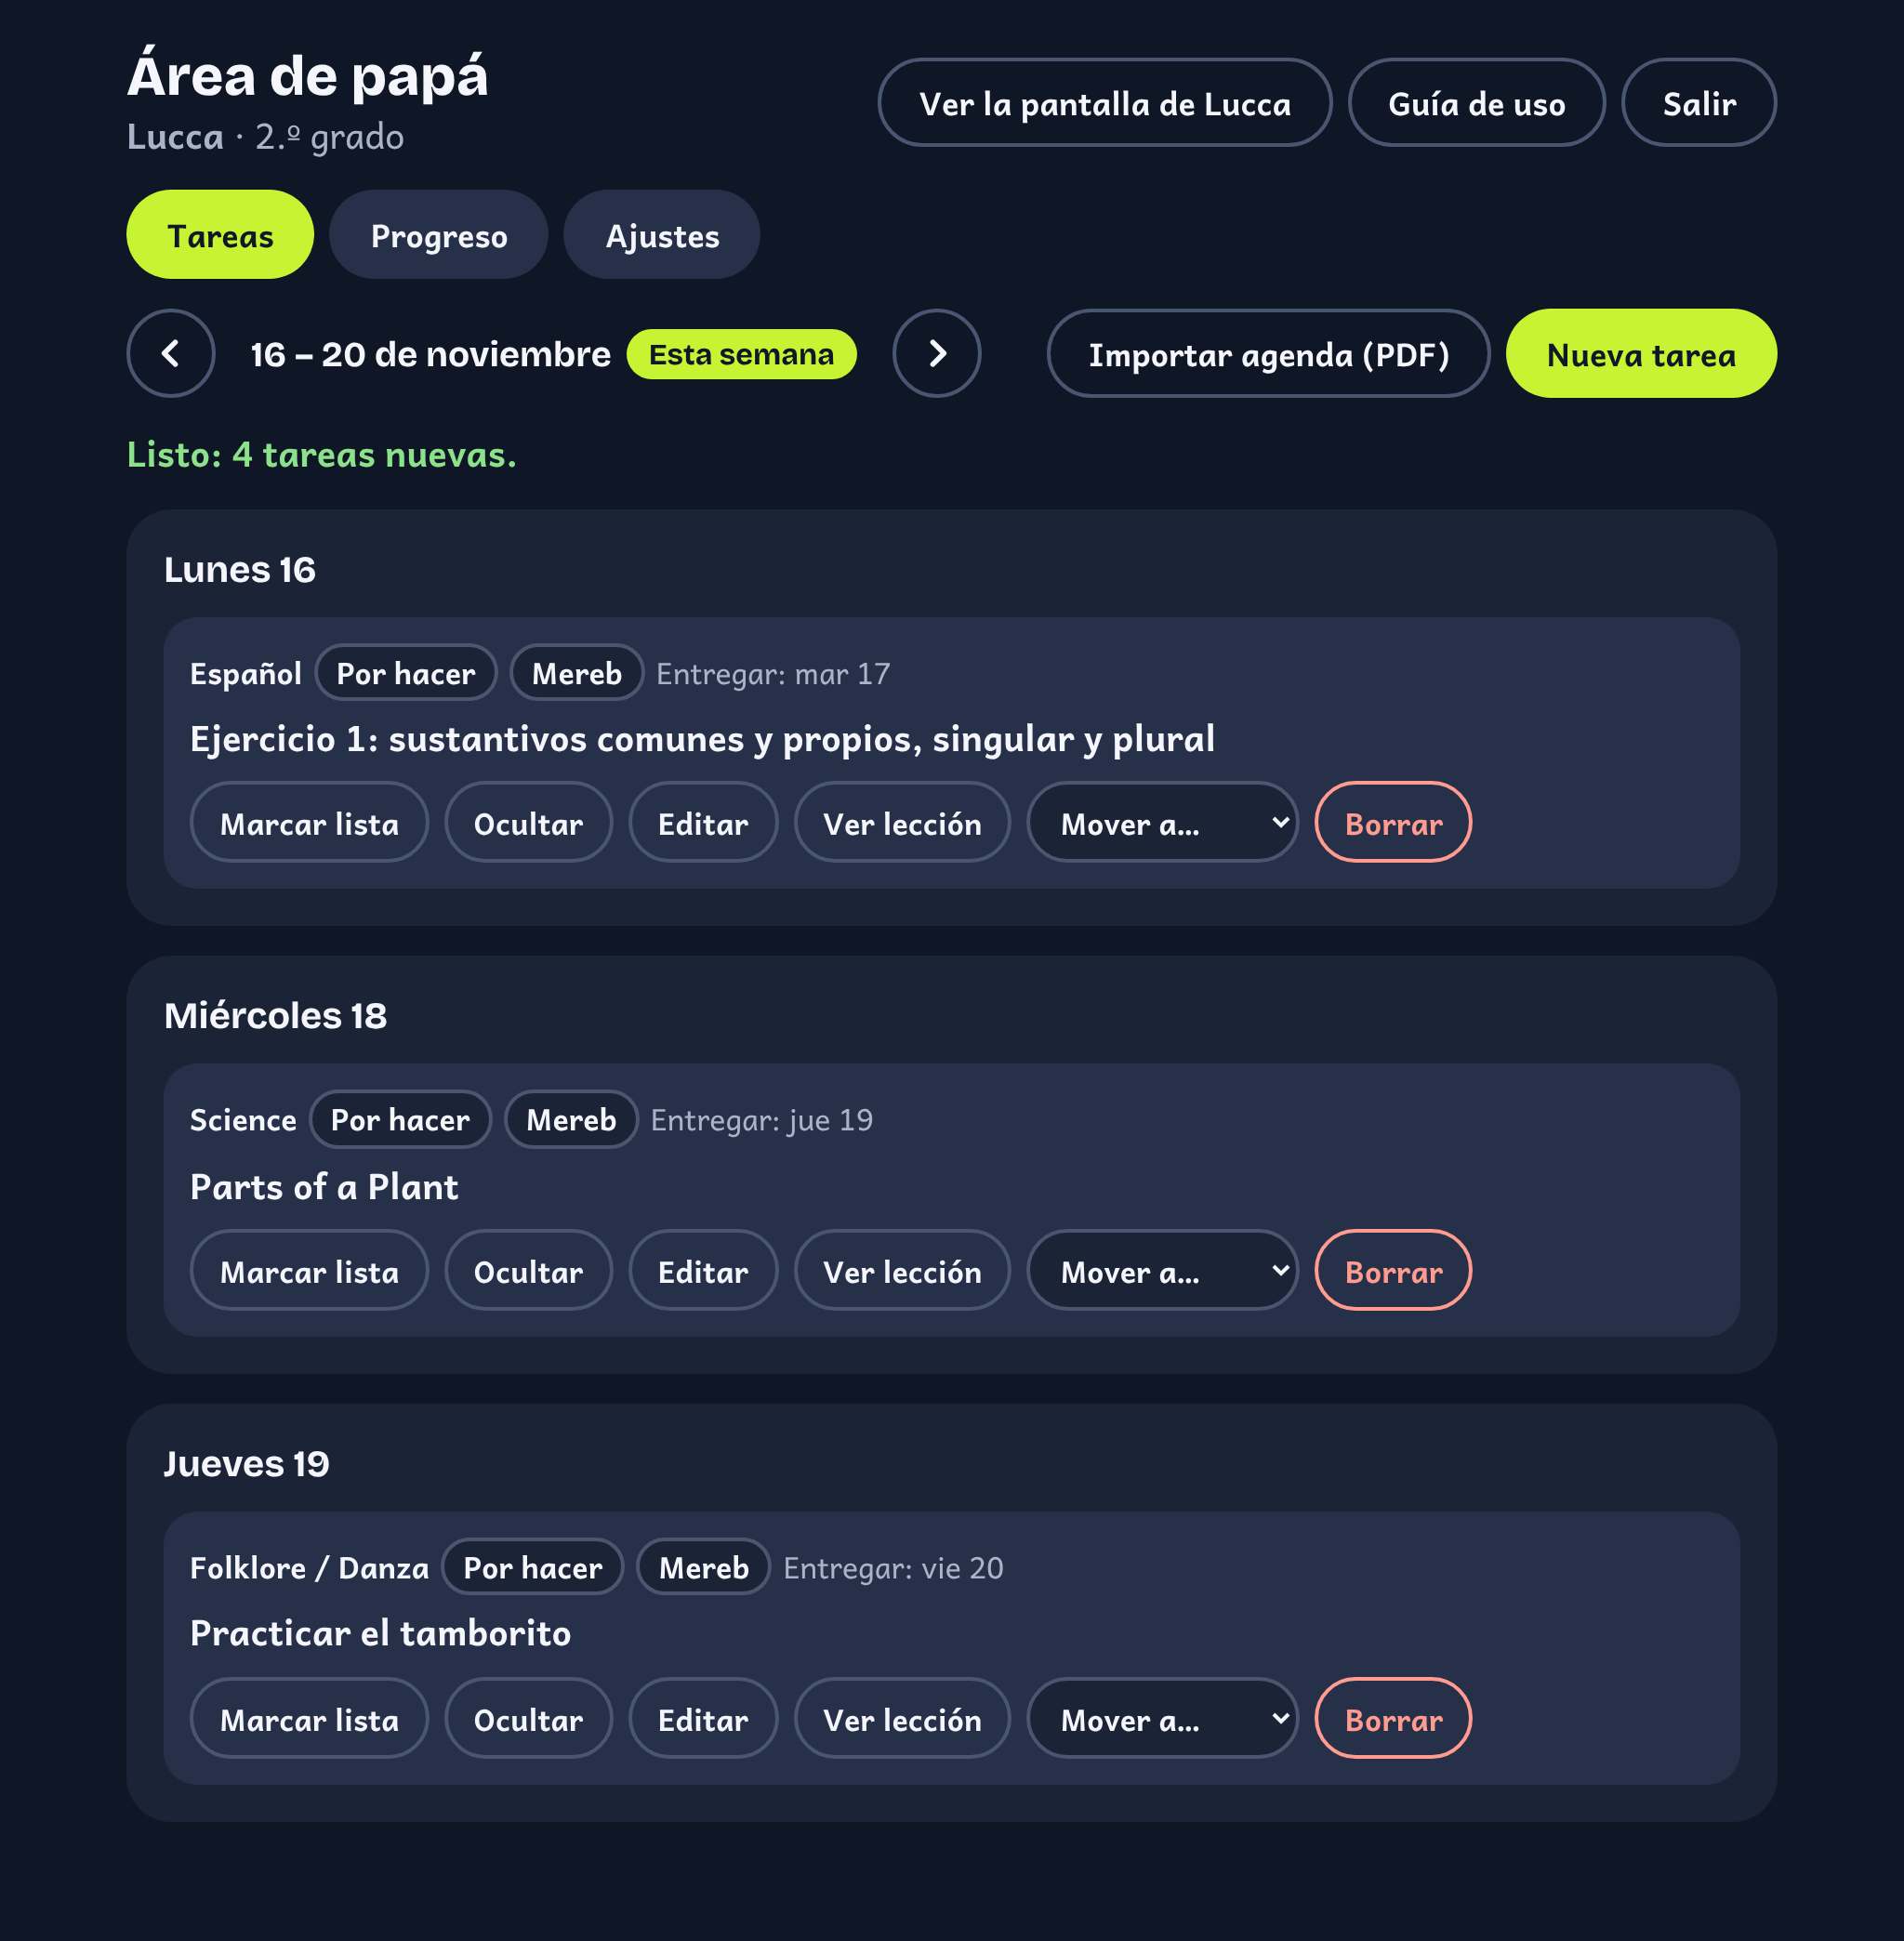 Área de papá
Lucca · 2.º grado
Ver la pantalla de Lucca
Guía de uso
Salir
Tareas
Progreso
Ajustes
16 – 20 de noviembre
Esta semana
Importar agenda (PDF)
Nueva tarea
Listo: 4 tareas nuevas.
Lunes 16
Español Por hacer Mereb Entregar: mar 17
Ejercicio 1: sustantivos comunes y propios, singular y plural
Marcar lista Ocultar Editar Ver lección Mover a... Borrar
Miércoles 18
Science Por hacer Mereb Entregar: jue 19
Parts of a Plant
Marcar lista Ocultar Editar Ver lección Mover a... Borrar
Jueves 19
Folklore / Danza Por hacer Mereb Entregar: vie 20
Practicar el tamborito
Marcar lista Ocultar Editar Ver lección Mover a... Borrar